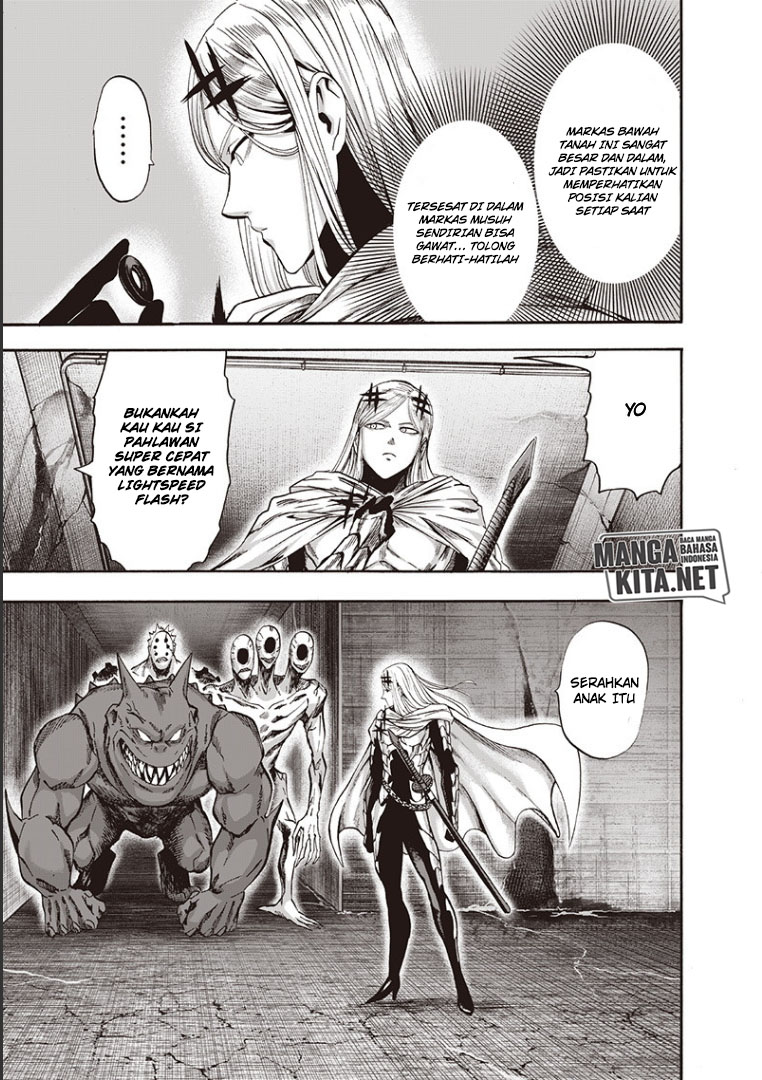 MARKAS BAWAH
TANAH INI SANGAT
BESAR DAN DALAM,
JADI PASTIKAN UNTUK
MEMPERHATIKAN
POSISI KALIAN
SETIAP SAAT
TERSESAT DI DALAM
MARKAS MUSUH
SENDIRIAN BISA
GAWAT... TOLONG
BERHATI-HATILAH
......
YO
BUKANKAH
KAU KAU SI
PAHLAWAN
SUPER CEPAT
YANG BERNAMA
LIGHTSPEED
FLASH?
MANGA
BACA MANGA
BAHASA
INDONESIA
KITA.NET
SERAHKAN
ANAK ITU